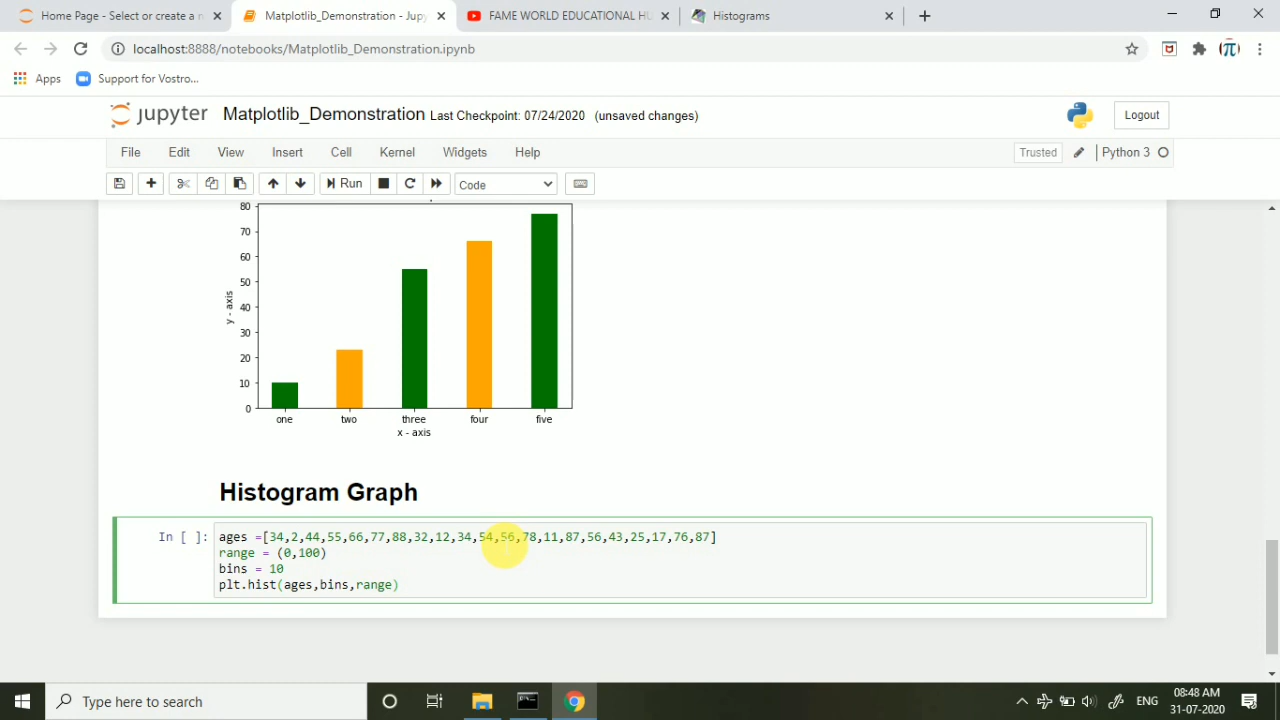 Home Page - Select or create a n
Matplotlib_Demonstration - Jupy
FAME WORLD EDUCATIONAL HU
Histograms
localhost:8888/notebooks/Matplotlib_Demonstration.ipynb
Apps
Support for Vostro...
jupyter Matplotlib_Demonstration Last Checkpoint: 07/24/2020 (unsaved changes)
Logout
File Edit View Insert Cell Kernel Widgets Help
Trusted
Python 3
Run
Code
80
70
60
50
40
30
20
10
0
y - axis
one two three four five
x - axis
Histogram Graph
In [ ]: ages =[34,2,44,55,66,77,88,32,12,34,54,56,78,11,87,56,43,25,17,76,87]
range = (0,100)
bins = 10
plt.hist(ages,bins,range)
Type here to search
ENG
08:48 AM
31-07-2020